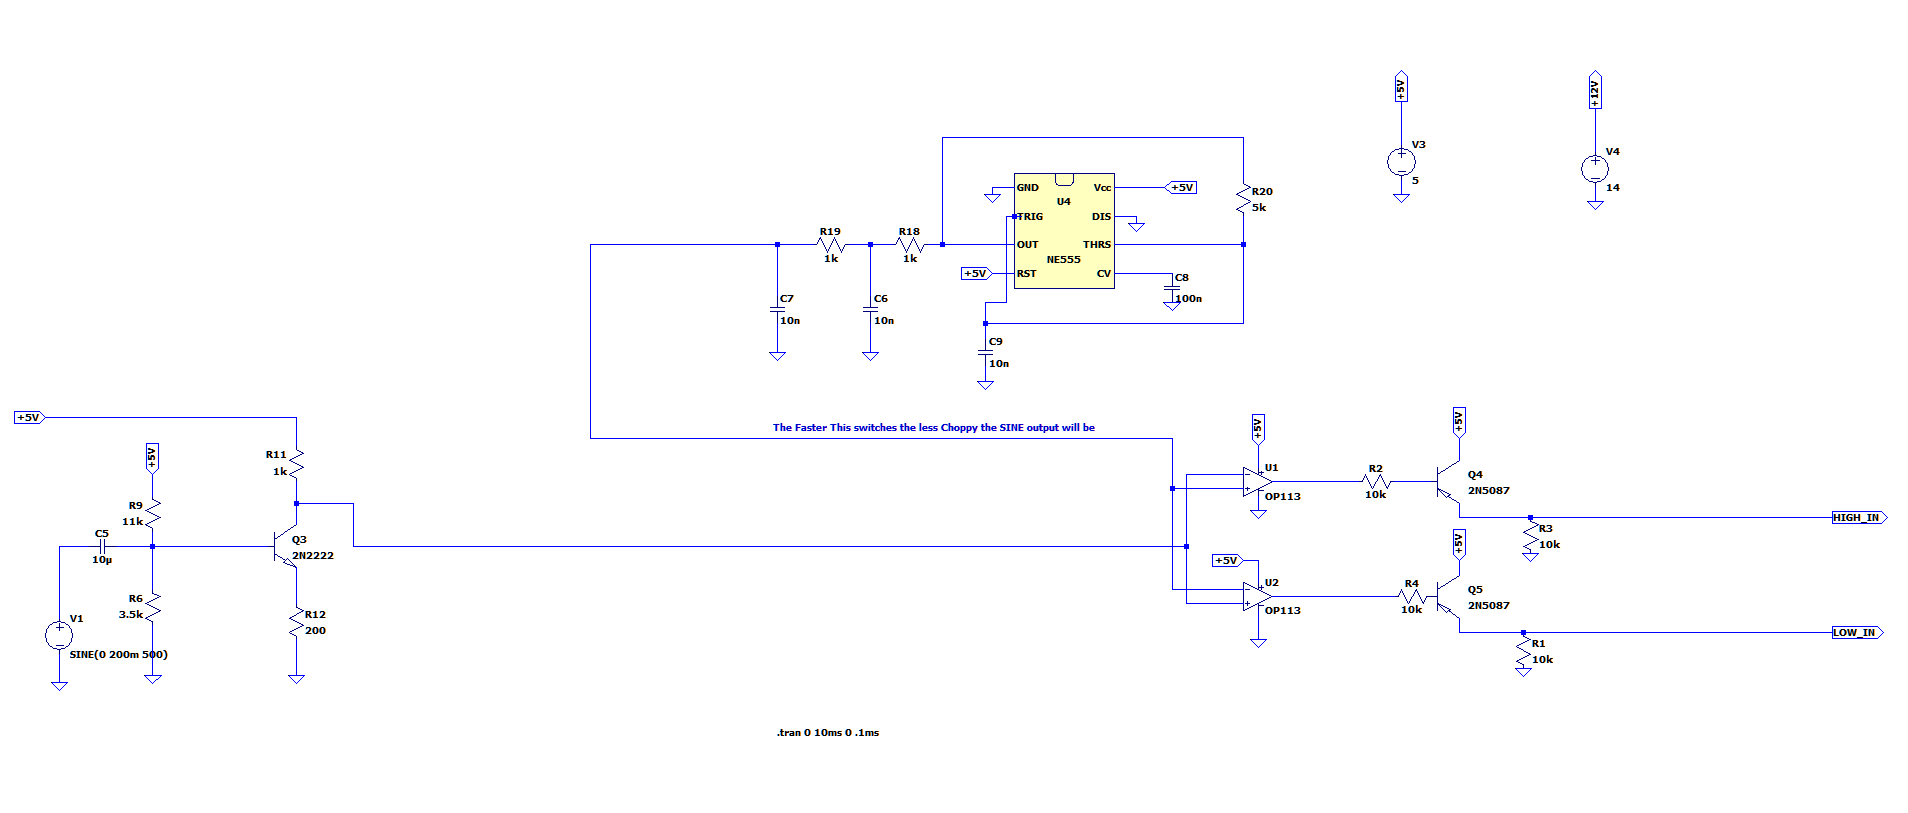 +5V
+12V
V3
5
V4
14
GND
Vcc
+5V
U4
TRIG
DIS
OUT
THRS
NE555
+5V
RST
CV
R20
5k
R19
1k
R18
1k
C8
100n
C7
10n
C6
10n
C9
10n
+5V
+5V
R11
1k
R9
11k
C5
10µ
Q3
2N2222
R6
3.5k
R12
200
V1
SINE(0 200m 500)
The Faster This switches the less Choppy the SINE output will be
+5V
U1
OP113
R2
10k
+5V
Q4
2N5087
HIGH_IN
R3
10k
+5V
U2
OP113
R4
10k
+5V
Q5
2N5087
LOW_IN
R1
10k
.tran 0 10ms 0 .1ms